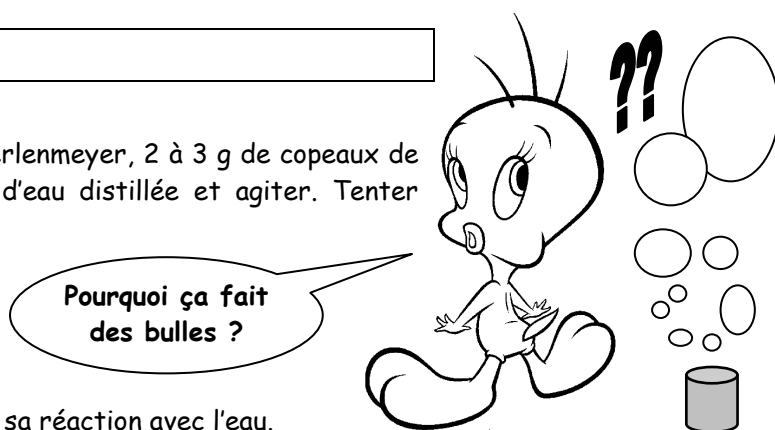 ??
erlenmeyer, 2 à 3 g de copeaux de
d'eau distillée et agiter. Tenter
Pourquoi ça fait
des bulles ?
sa réaction avec l'eau.